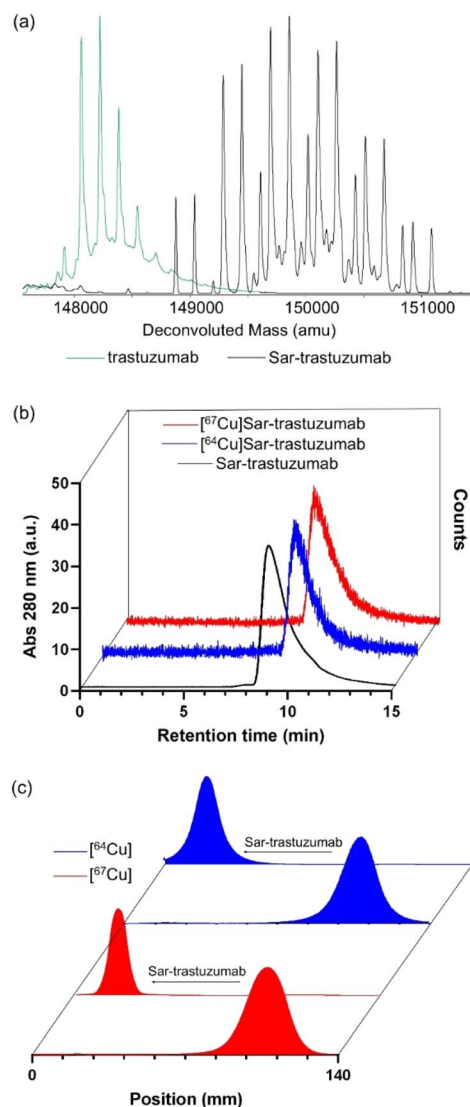 (a)
148000 149000 150000 151000
Deconvoluted Mass (amu)
trastuzumab Sar-trastuzumab
(b)
[⁶⁷Cu]Sar-trastuzumab
[⁶⁴Cu]Sar-trastuzumab
Sar-trastuzumab
50
40
30
20
10
0
Abs 280 nm (a.u.)
Counts
0 5 10 15
Retention time (min)
(c)
[⁶⁴Cu]
[⁶⁷Cu]
Sar-trastuzumab
Sar-trastuzumab
0 140
Position (mm)